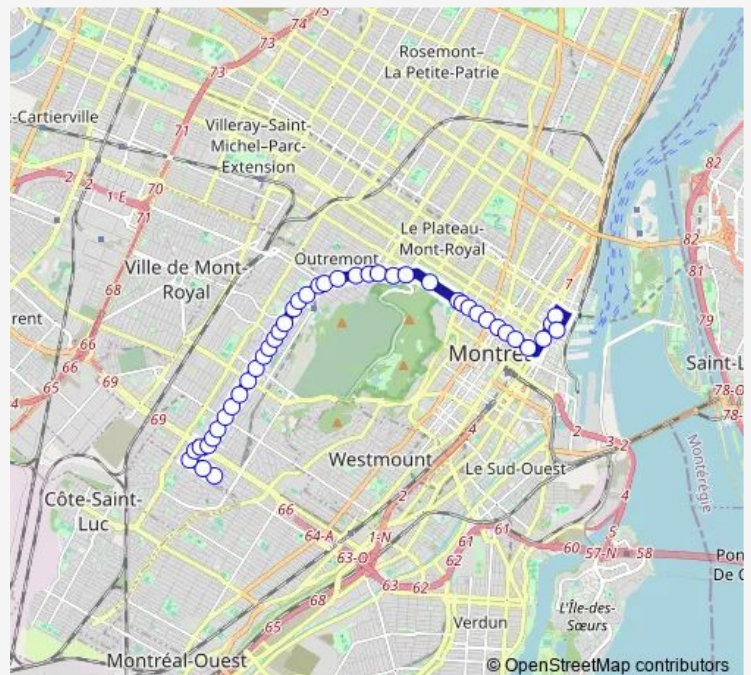 75
74
73
73
Rosemont–
La Petite-Patrie
-Cartierville
71
Villeray–Saint-
Michel–Parc-
Extension
82
2
2
1 E
70
71
Le Plateau-
Mont-Royal
82
81
Outremont
7
Ville de Mont-
Royal
68
79
rent
Montré
Saint-L
66
66
65
4
69
69
78-O
78-
2
3
2
4
Westmount
Le Sud-Ouest
Montérégie
Côte-Saint-
Luc
66
2
4
64-A
1-N
61
61
5
63-O
60
57-N
58
Pon
De C
63
62
62
68
L'Île-des-
Sœurs
65
Verdun
Montréal-Ouest
© OpenStreetMap contributors